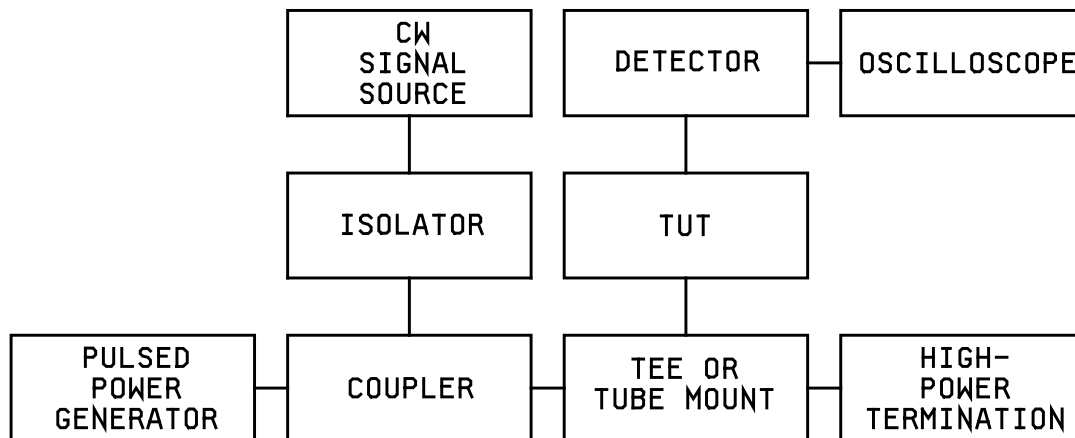 CW
SIGNAL
SOURCE
DETECTOR
OSCILLOSCOPE
ISOLATOR
TUT
PULSED
POWER
GENERATOR
COUPLER
TEE OR
TUBE MOUNT
HIGH-
POWER
TERMINATION